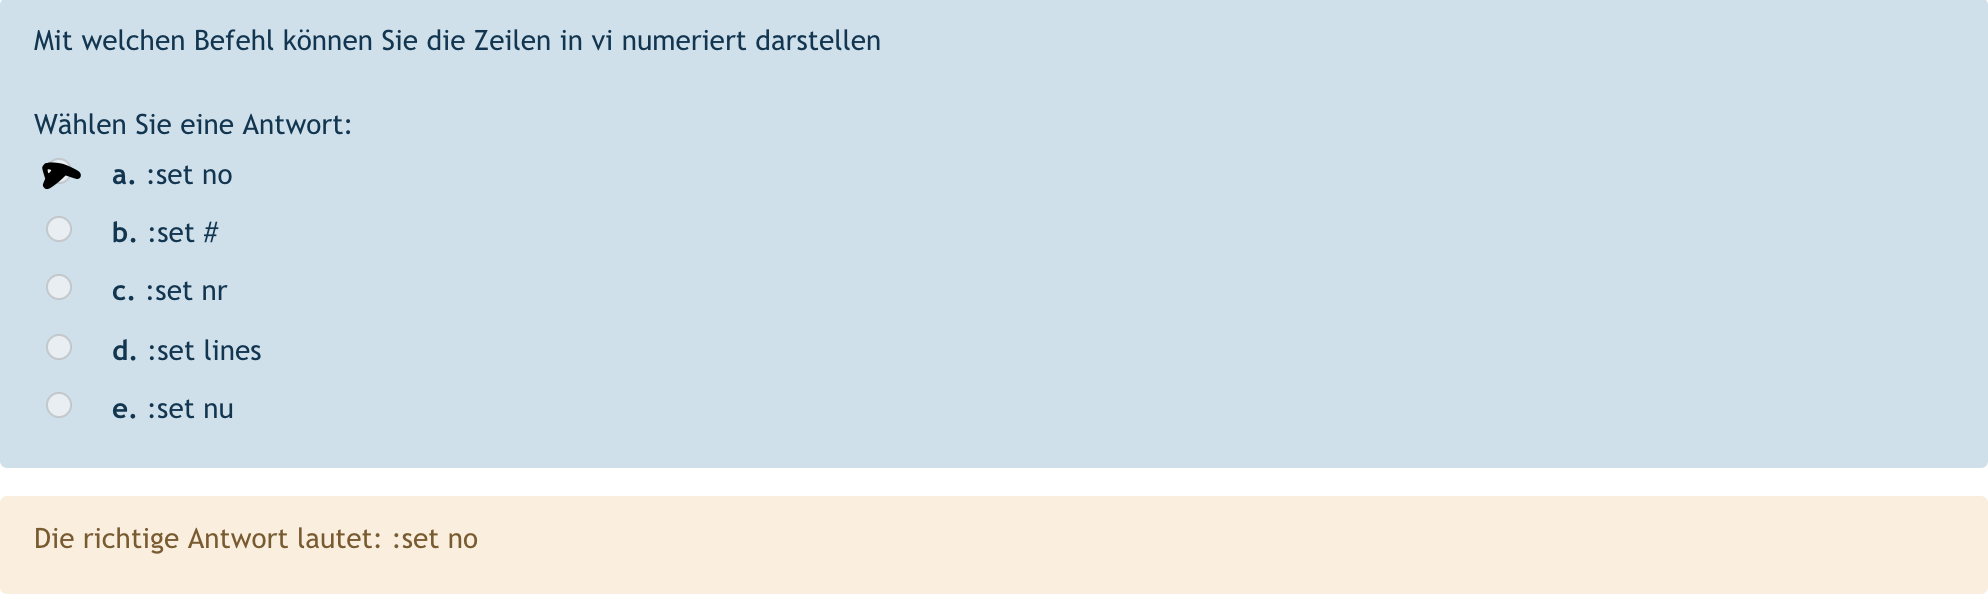 Mit welchen Befehl können Sie die Zeilen in vi numeriert darstellen
Wählen Sie eine Antwort:
a. :set no
b. :set #
c. :set nr
d. :set lines
e. :set nu
Die richtige Antwort lautet: :set no